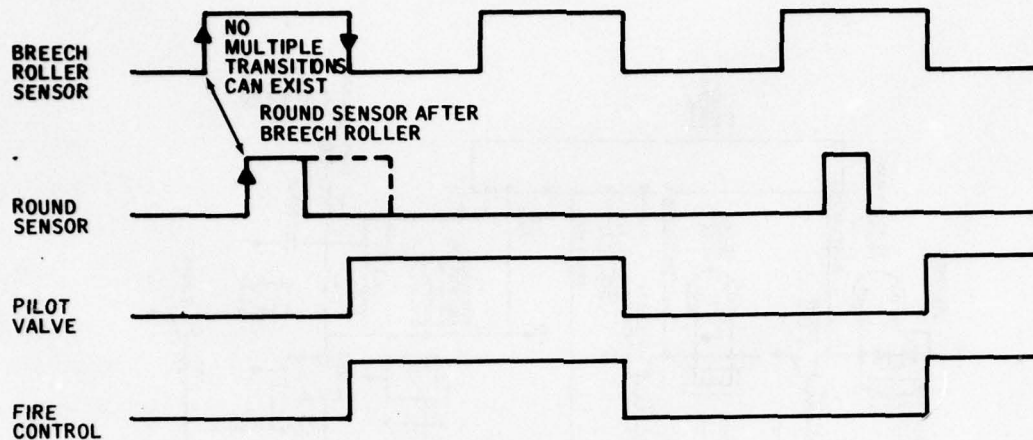 BREECH
ROLLER
SENSOR
NO
MULTIPLE
TRANSITIONS
CAN EXIST
ROUND SENSOR AFTER
BREECH ROLLER
ROUND
SENSOR
PILOT
VALVE
FIRE
CONTROL